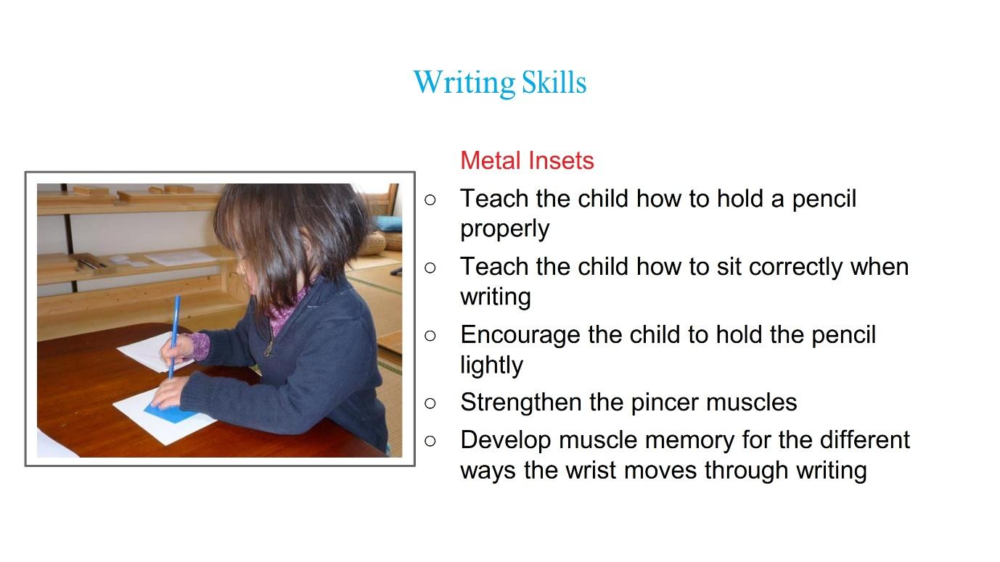 Writing Skills
Metal Insets
○ Teach the child how to hold a pencil
properly
○ Teach the child how to sit correctly when
writing
○ Encourage the child to hold the pencil
lightly
○ Strengthen the pincer muscles
○ Develop muscle memory for the different
ways the wrist moves through writing